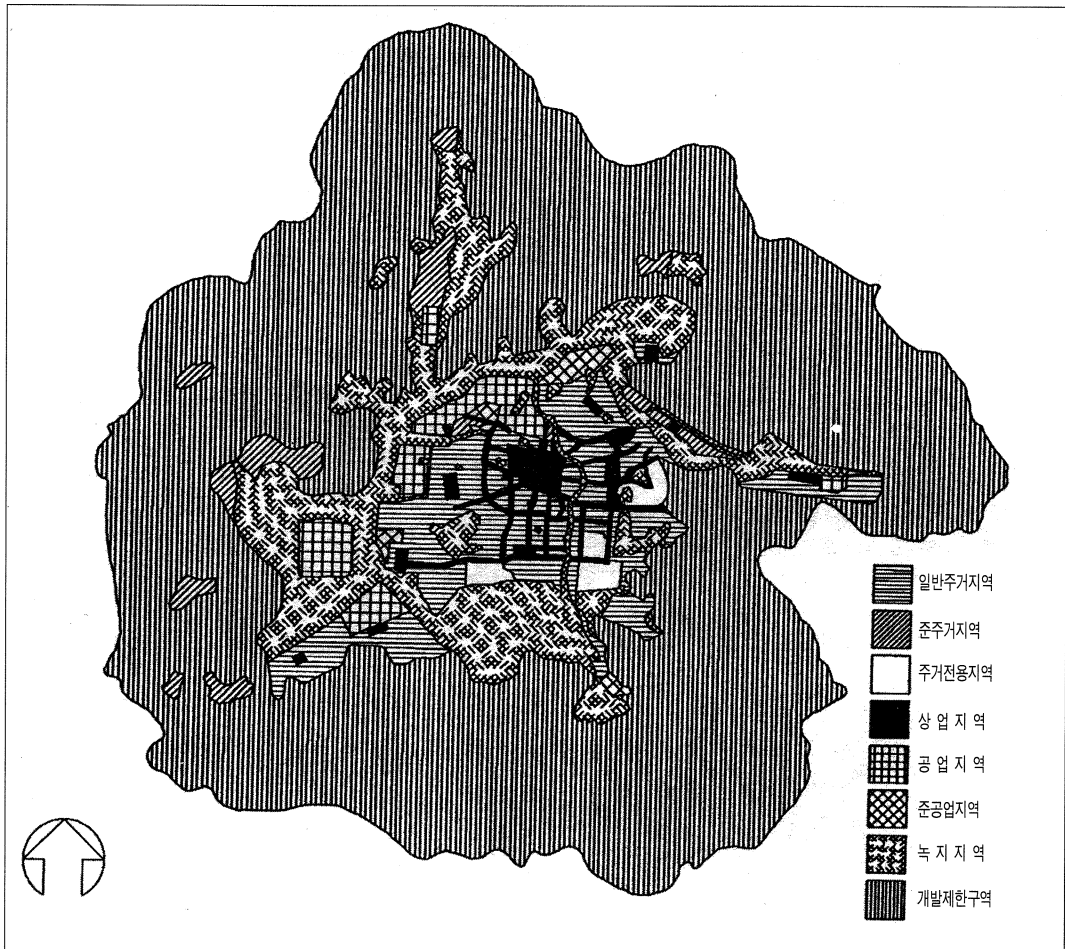 일반주거지역
준주거지역
주거전용지역
상 업 지 역
공 업 지 역
준공업지역
녹 지 지 역
개발제한구역